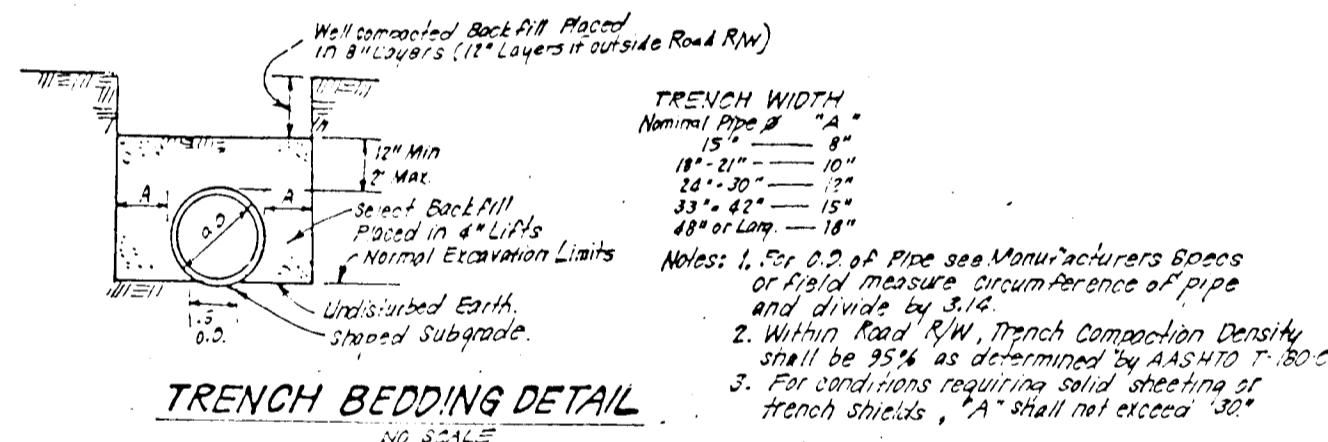 Well compacted Backfill Placed
in 8" Layers (12" Layers if outside Road R/W)
12" Min
2' Max.
A
A
O.D.
Select Backfill
Placed in 4" Lifts
Normal Excavation Limits
Undisturbed Earth.
Shaped Subgrade.
.5
O.D.
TRENCH BEDDING DETAIL
NO SCALE
TRENCH WIDTH
Nominal Pipe ø "A"
15" — 8"
18"-21" — 10"
24"-30" — 12"
33"-42" — 15"
48" or Larg. — 18"
Notes: 1. For O.D. of Pipe see Manufacturers Specs
or field measure circumference of pipe
and divide by 3.14.
2. Within Road R/W, Trench Compaction Density
shall be 95% as determined by AASHTO T-180-C
3. For conditions requiring solid sheeting or
trench shields, "A" shall not exceed 30"